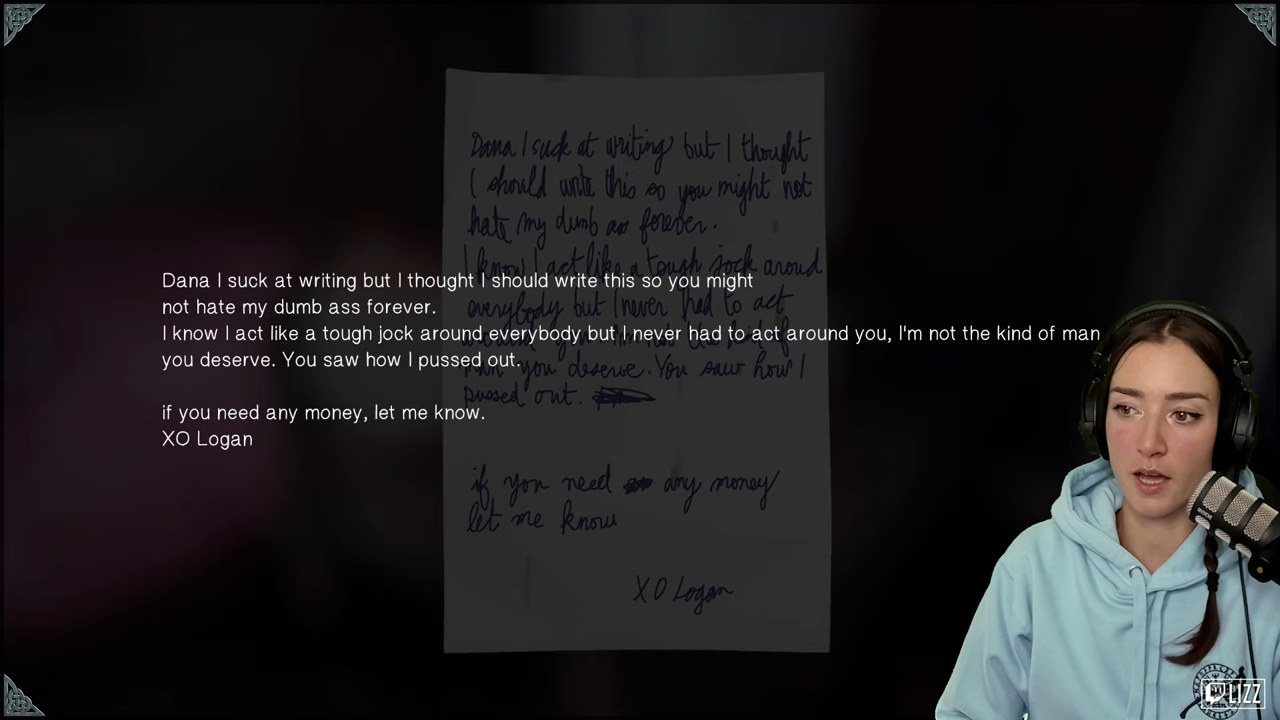 Dana I suck at writing but I thought
I should write this so you might not
hate my dumb ass forever.
I know I act like a tough jock aroud
everybody but I never had to act
man you deserve. You saw how I
pussed out.
if you need any money
let me know
XO Logan
Dana I suck at writing but I thought I should write this so you might
not hate my dumb ass forever.
I know I act like a tough jock around everybody but I never had to act around you, I'm not the kind of man
you deserve. You saw how I pussed out.
if you need any money, let me know.
XO Logan
LIZZ